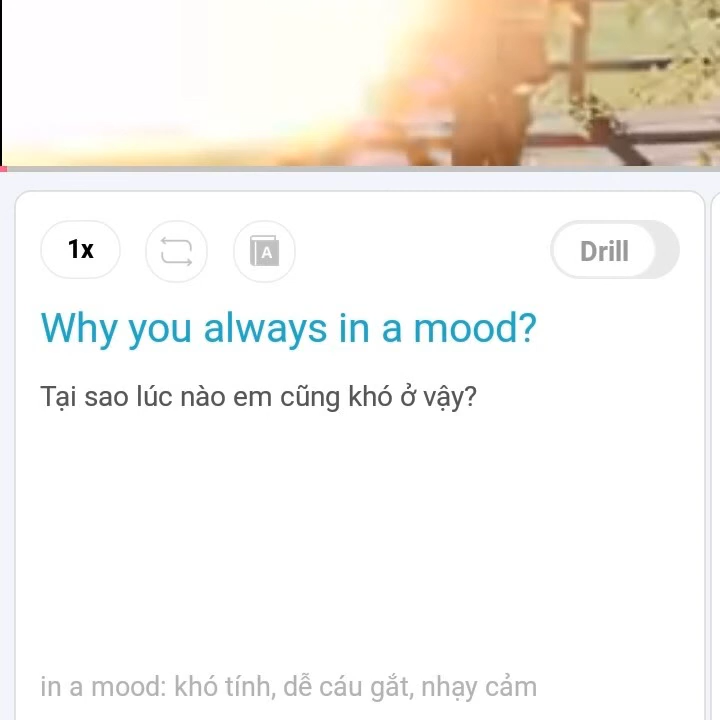 1x
A
Drill
Why you always in a mood?
Tại sao lúc nào em cũng khó ở vậy?
in a mood: khó tính, dễ cáu gắt, nhạy cảm